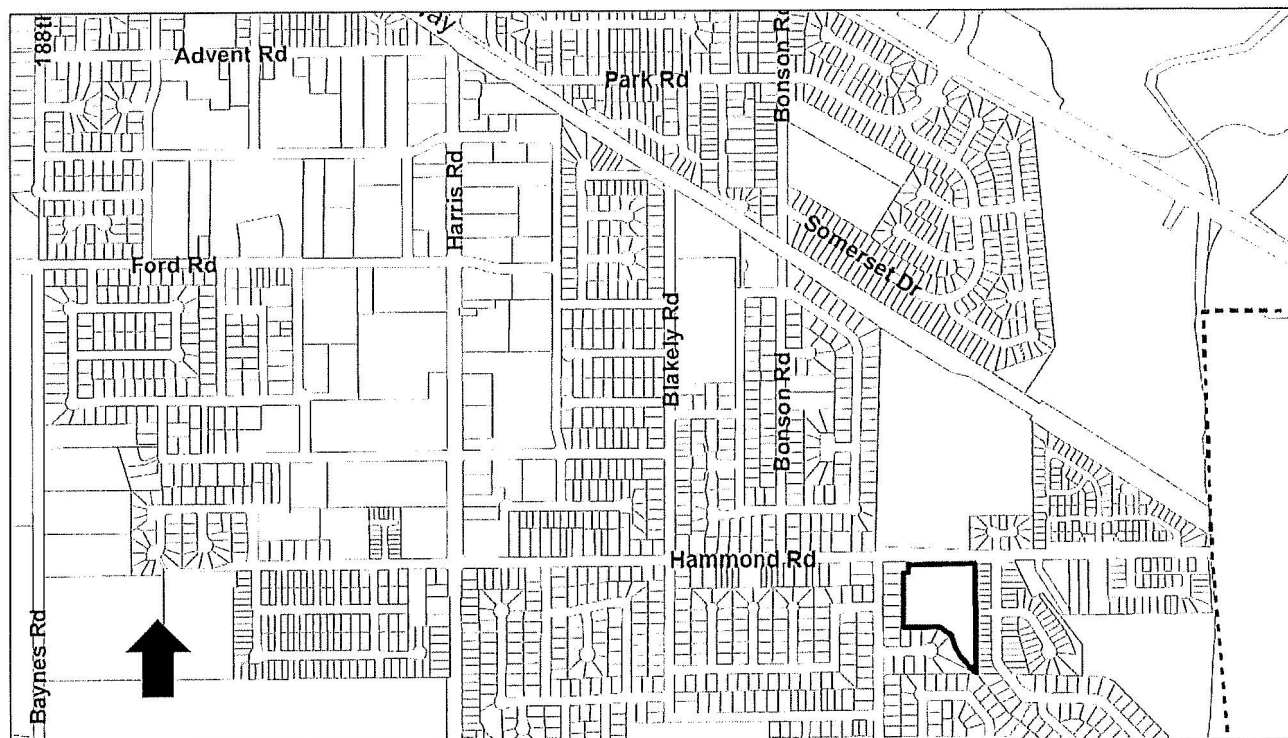 188th
Advent Rd
Park Rd
Bonson Rd
Harris Rd
Ford Rd
Somerset Dr
Blakely Rd
Bonson Rd
Hammond Rd
Baynes Rd